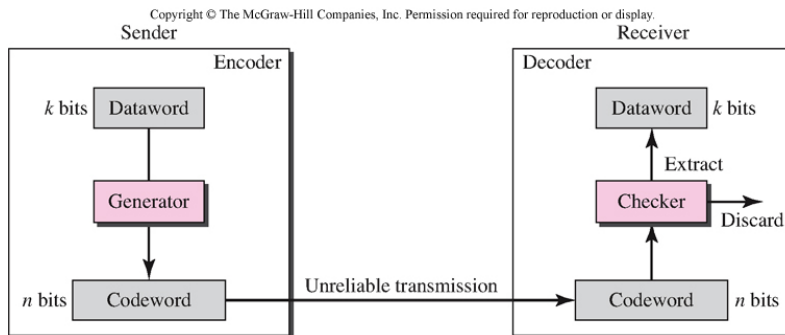 Copyright © The McGraw-Hill Companies, Inc. Permission required for reproduction or display.
Sender
Receiver
Encoder
Decoder
k bits
Dataword
Dataword
k bits
Extract
Generator
Checker
Discard
Unreliable transmission
n bits
Codeword
Codeword
n bits